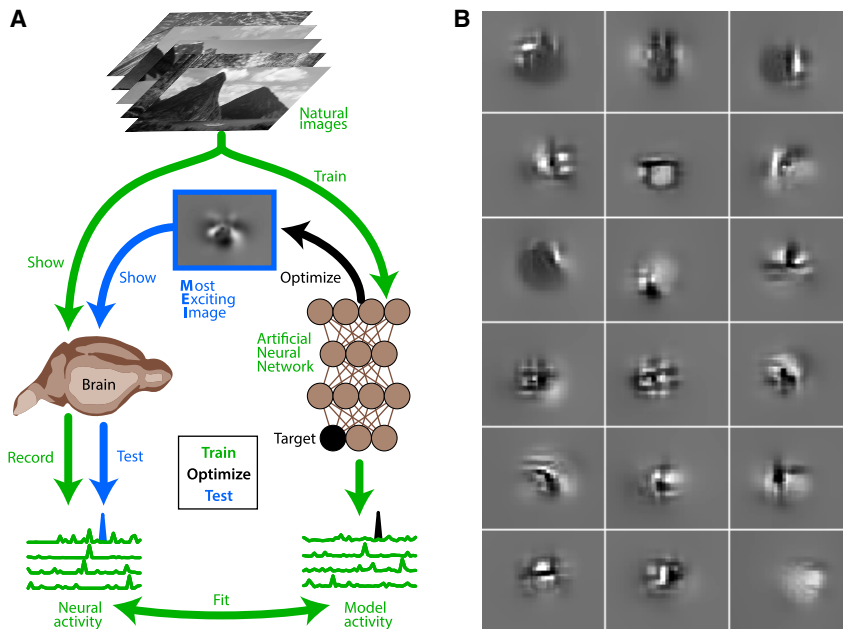 A
B
Natural
images
Train
Show
Show
Optimize
Most
Exciting
Image
Artificial
Neural
Network
Brain
Target
Record
Test
Train
Optimize
Test
Neural
activity
Fit
Model
activity